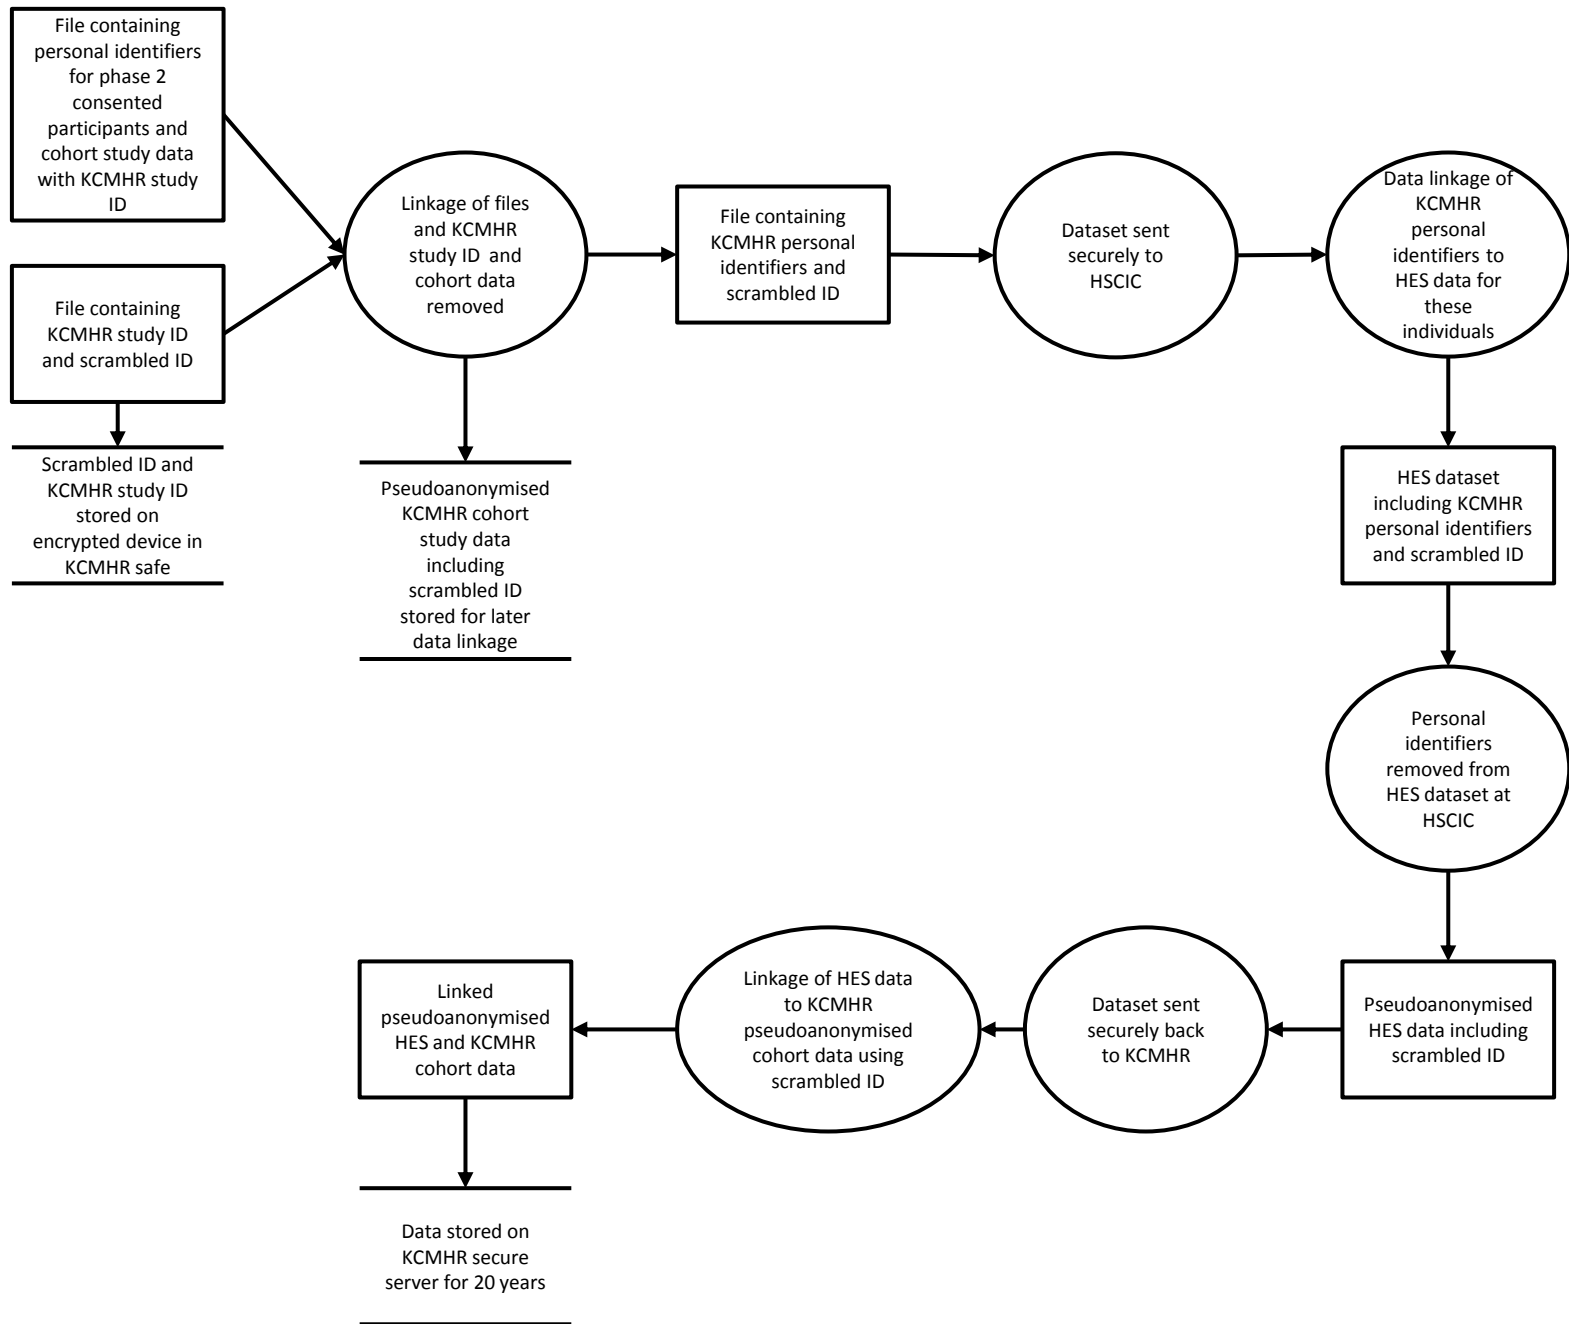 File containing
personal identifiers
for phase 2
consented
participants and
cohort study data
with KCMHR study
ID
File containing
KCMHR study ID
and scrambled ID
Scrambled ID and
KCMHR study ID
stored on
encrypted device in
KCMHR safe
Linkage of files
and KCMHR
study ID and
cohort data
removed
Pseudoanonymised
KCMHR cohort
study data
including
scrambled ID
stored for later
data linkage
File containing
KCMHR personal
identifiers and
scrambled ID
Dataset sent
securely to
HSCIC
Data linkage of
KCMHR
personal
identifiers to
HES data for
these
individuals
HES dataset
including KCMHR
personal identifiers
and scrambled ID
Personal
identifiers
removed from
HES dataset at
HSCIC
Pseudoanonymised
HES data including
scrambled ID
Dataset sent
securely back
to KCMHR
Linkage of HES data
to KCMHR
pseudoanonymised
cohort data using
scrambled ID
Linked
pseudoanonymised
HES and KCMHR
cohort data
Data stored on
KCMHR secure
server for 20 years